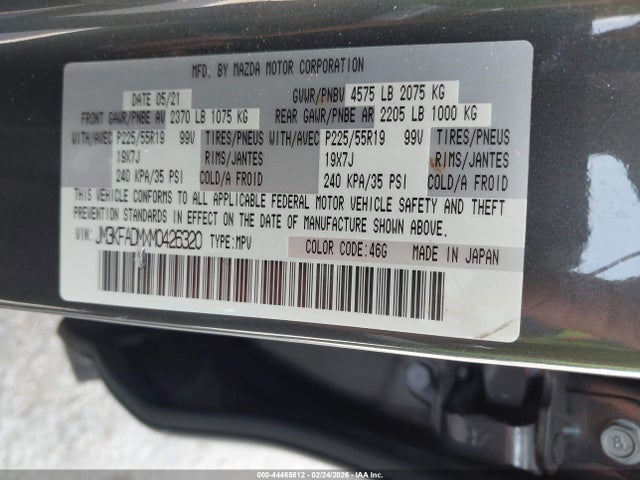 MFD. BY MAZDA MOTOR CORPORATION
DATE 05/21 GVWR/PNBV 4575 LB 2075 KG
FRONT GAWR/PNBE AV 2370 LB 1075 KG REAR GAWR/PNBE AR 2205 LB 1000 KG
WITH/AVEC P225/55R19 99V TIRES/PNEUS WITH/AVEC P225/55R19 99V TIRES/PNEUS
19X7J RIMS/JANTES 19X7J RIMS/JANTES
240 KPA/35 PSI COLD/A FROID 240 KPA/35 PSI COLD/A FROID
THIS VEHICLE CONFORMS TO ALL APPLICABLE FEDERAL MOTOR VEHICLE SAFETY AND THEFT
PREVENTION STANDARDS IN EFFECT ON THE DATE OF MANUFACTURE SHOWN ABOVE.
VIN: TYPE: MPV COLOR CODE: 46G MADE IN JAPAN
8
000-44465812 - 02/24/2026 - IAA Inc.